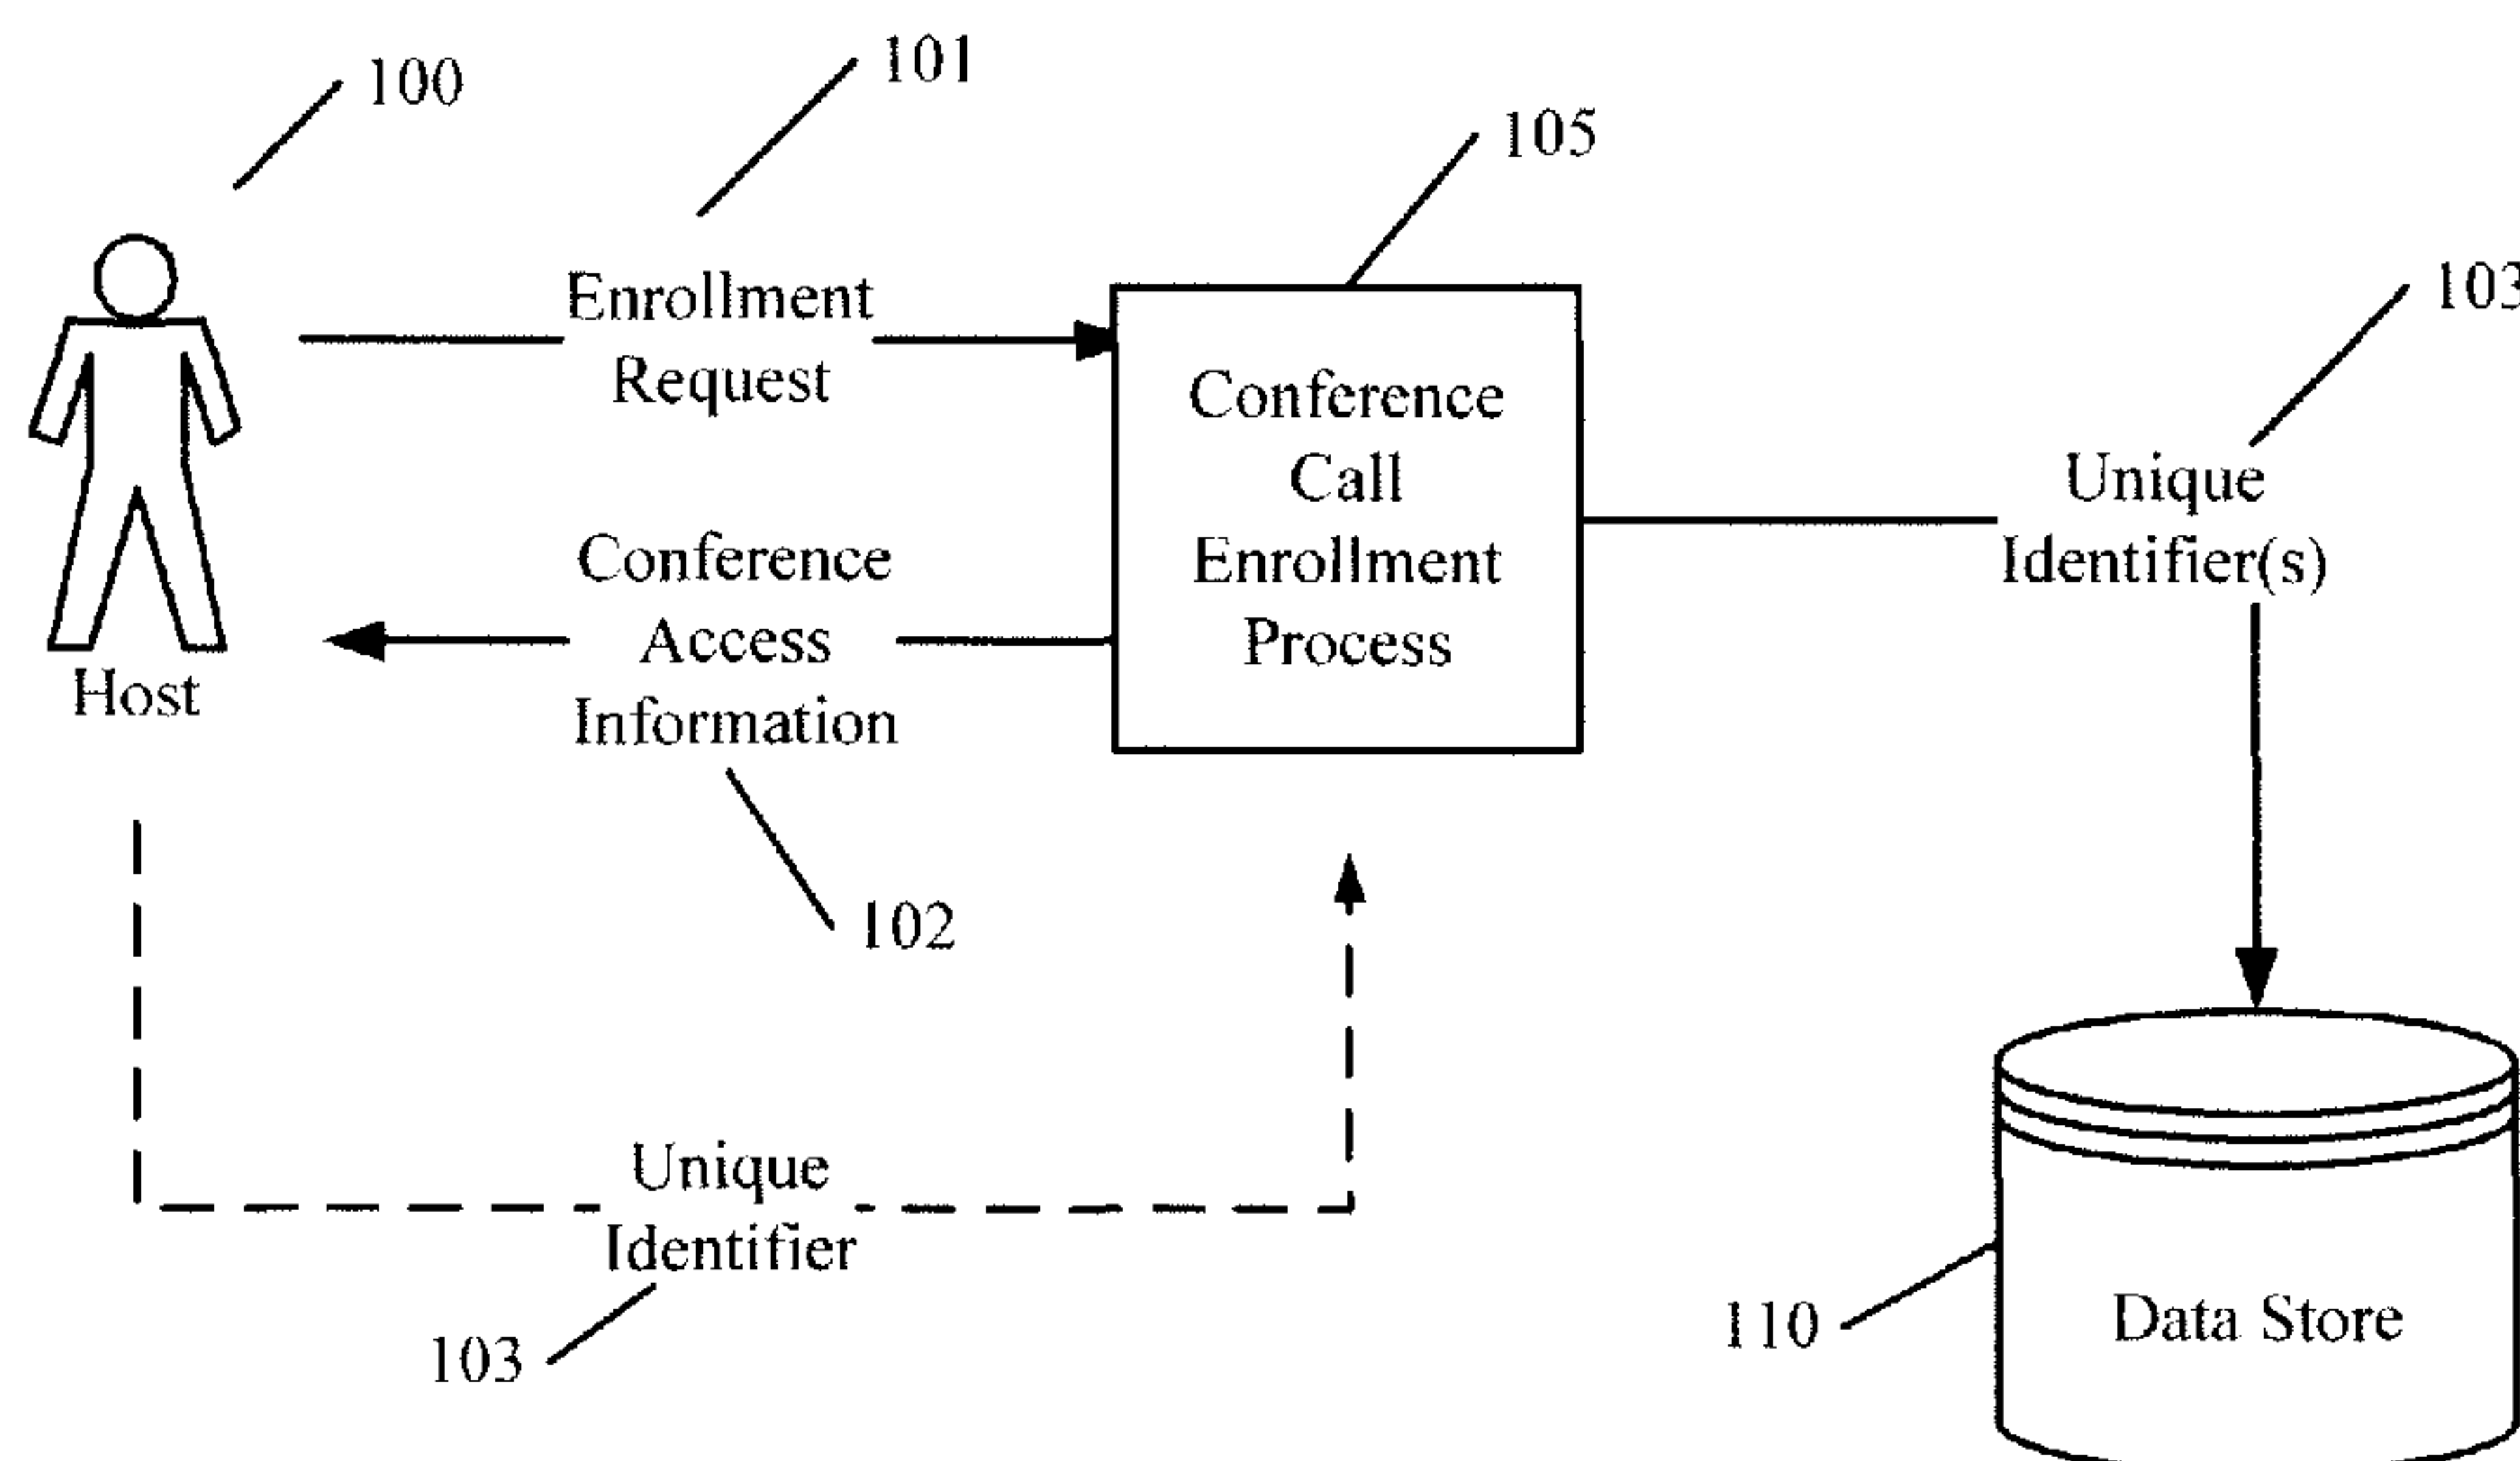 100
101
105
103
Enrollment
Request
Conference
Call
Enrollment
Process
Unique
Identifier(s)
Conference
Access
Information
Host
102
Unique
Identifier
103
110
Data Store